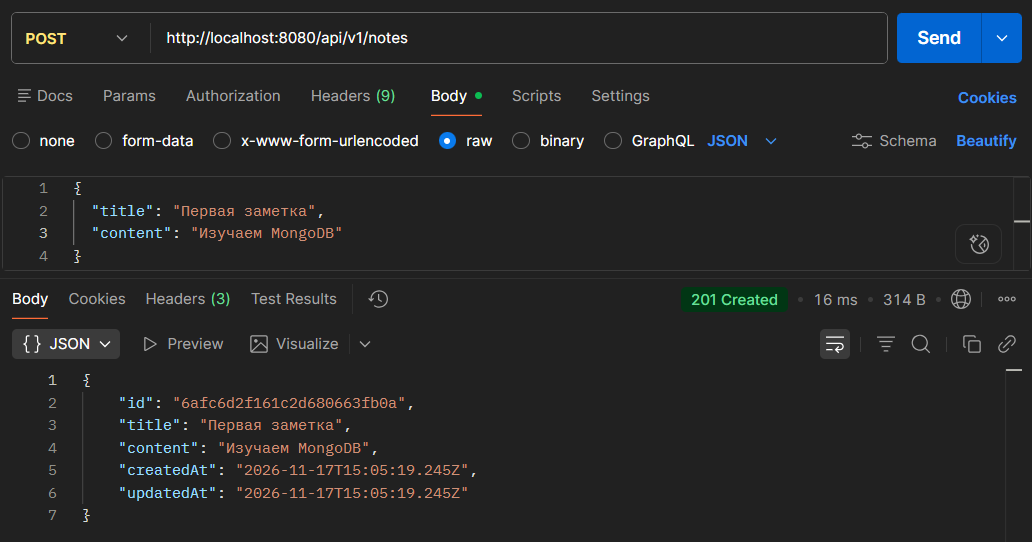 POST http://localhost:8080/api/v1/notes Send
Docs Params Authorization Headers (9) Body Scripts Settings Cookies
none form-data x-www-form-urlencoded raw binary GraphQL JSON Schema Beautify
1 {
2 "title": "Первая заметка",
3 "content": "Изучаем MongoDB"
4 }
Body Cookies Headers (3) Test Results 201 Created • 16 ms • 314 B •
{} JSON Preview Visualize
1 {
2 "id": "6afc6d2f161c2d680663fb0a",
3 "title": "Первая заметка",
4 "content": "Изучаем MongoDB",
5 "createdAt": "2026-11-17T15:05:19.245Z",
6 "updatedAt": "2026-11-17T15:05:19.245Z"
7 }